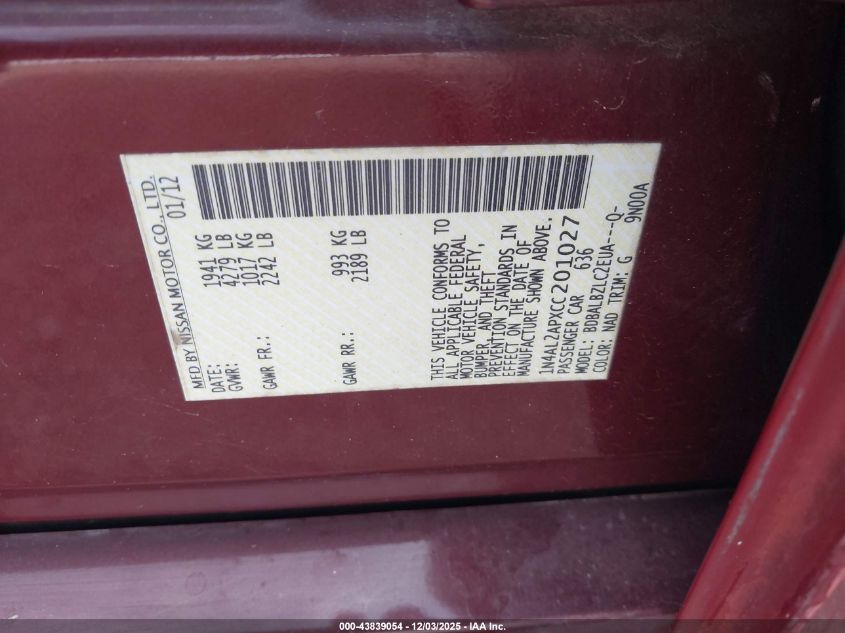 MFD BY NISSAN MOTOR CO., LTD.
DATE: 01/12
GVWR: 1941 KG
4279 LB
GAWR FR.: 1017 KG
2242 LB
GAWR RR.: 993 KG
2189 LB
THIS VEHICLE CONFORMS TO
ALL APPLICABLE FEDERAL
MOTOR VEHICLE SAFETY,
BUMPER, AND THEFT
PREVENTION STANDARDS IN
EFFECT ON THE DATE OF
MANUFACTURE SHOWN ABOVE.
1N4AL2APXCC201027
PASSENGER CAR 636
MODEL: BDBALBZLC2EUA---Q-
COLOR: NAD TRIM: G 9N00A
000-43839054 - 12/03/2025 - IAA Inc.